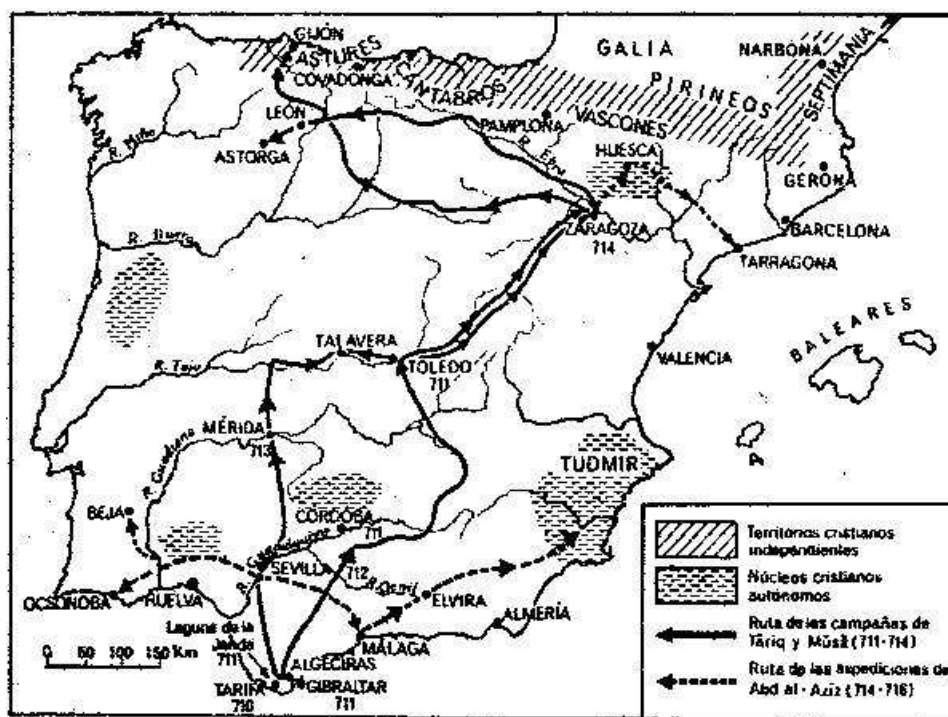 GIJÓN
ASTURES
COVADONGA
CÁNTABROS
GALIA
NARBONA
PIRINEOS
SEPTIMANIA
LEÓN
ASTORGA
PAMPLONA
VASCONES
HUESCA
GERONA
R. Miño
R. Ebro
ZARAGOZA
714
BARCELONA
TARRAGONA
R. Duero
BALEARES
TALAVERA
R. Tajo
TOLEDO
711
VALENCIA
MÉRIDA
713
R. Guadiana
TUDMIR
BEJA
CÓRDOBA
711
R. Guadalquivir
SEVILLA
712
R. Genil
OCSONOBA
HUELVA
ELVIRA
ALMERÍA
Laguna de la
Janda
711
MÁLAGA
ALGECIRAS
TARIFA
710
GIBRALTAR
711
0 50 100 150 Km
Territorios cristianos
independientes
Núcleos cristianos
autónomos
Ruta de las campañas de
Tāriq y Mūsà (711-714)
Ruta de las expediciones de
Abd al-Azīz (714-716)